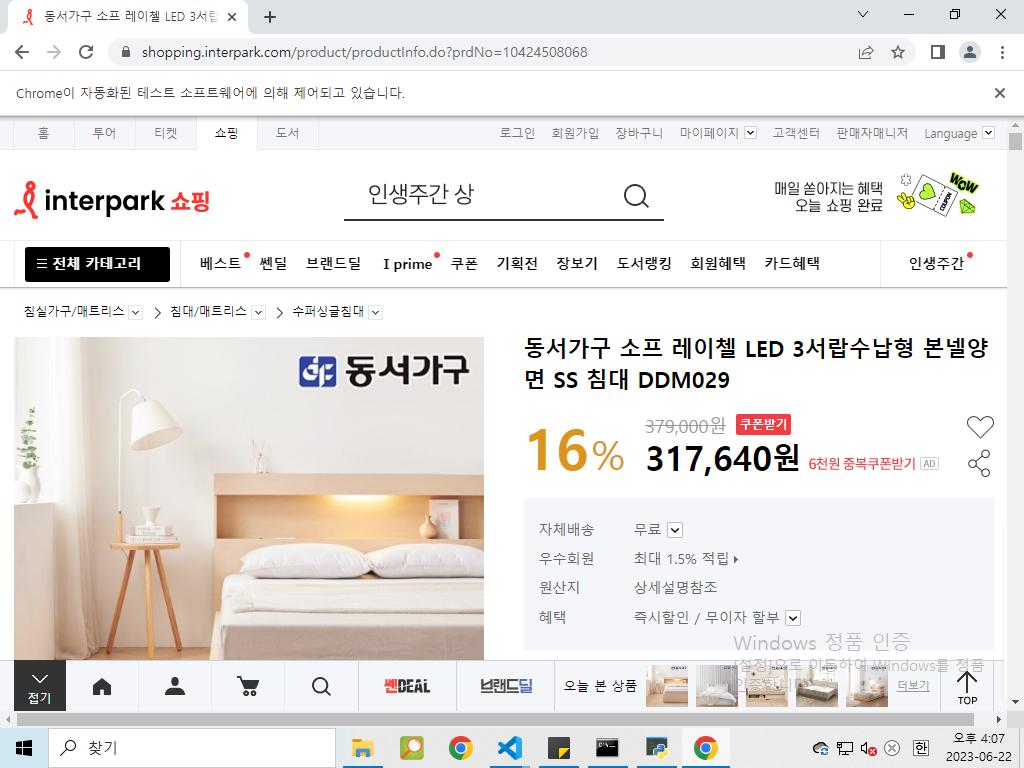 동서가구 소프 레이첼 LED 3서랍
shopping.interpark.com/product/productInfo.do?prdNo=10424508068
Chrome이 자동화된 테스트 소프트웨어에 의해 제어되고 있습니다.
홈 투어 티켓 쇼핑 도서 로그인 회원가입 장바구니 마이페이지 고객센터 판매자매니저 Language
interpark 쇼핑 인생주간 상
매일 쏟아지는 혜택
오늘 쇼핑 완료
WOW
COUPON
전체 카테고리 베스트 쎈딜 브랜드딜 I prime 쿠폰 기획전 장보기 도서랭킹 회원혜택 카드혜택 인생주간
침실가구/매트리스 침대/매트리스 수퍼싱글침대
동서가구
동서가구 소프 레이첼 LED 3서랍수납형 본넬양
면 SS 침대 DDM029
16% 379,000원 쿠폰받기
317,640원 6천원 중복쿠폰받기 AD
자체배송 무료
우수회원 최대 1.5% 적립
원산지 상세설명참조
혜택 즉시할인 / 무이자 할부
Windows 정품 인증
[설정]으로 이동하여 Windows를 정품
인증합니다.
접기 쎈DEAL 브랜드딜 오늘 본 상품 더보기 TOP
찾기
한
오후 4:07
2023-06-22